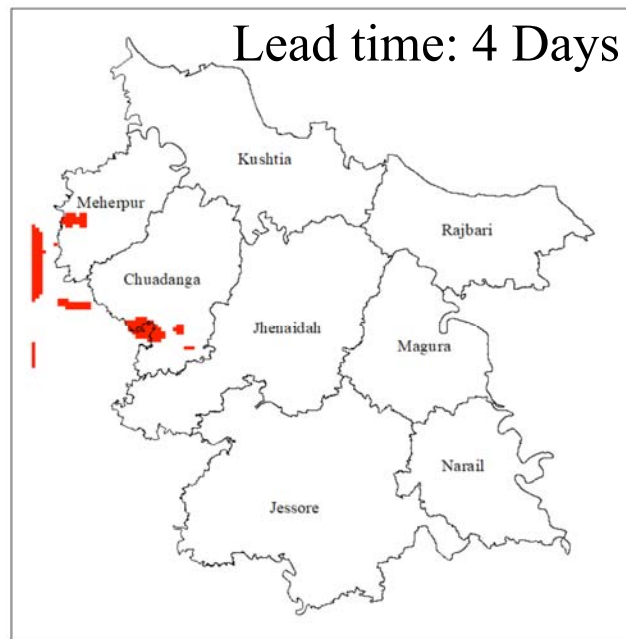 Lead time: 4 Days
Kushtia
Meherpur
Rajbari
Chuadanga
Jhenaidah
Magura
Narail
Jessore